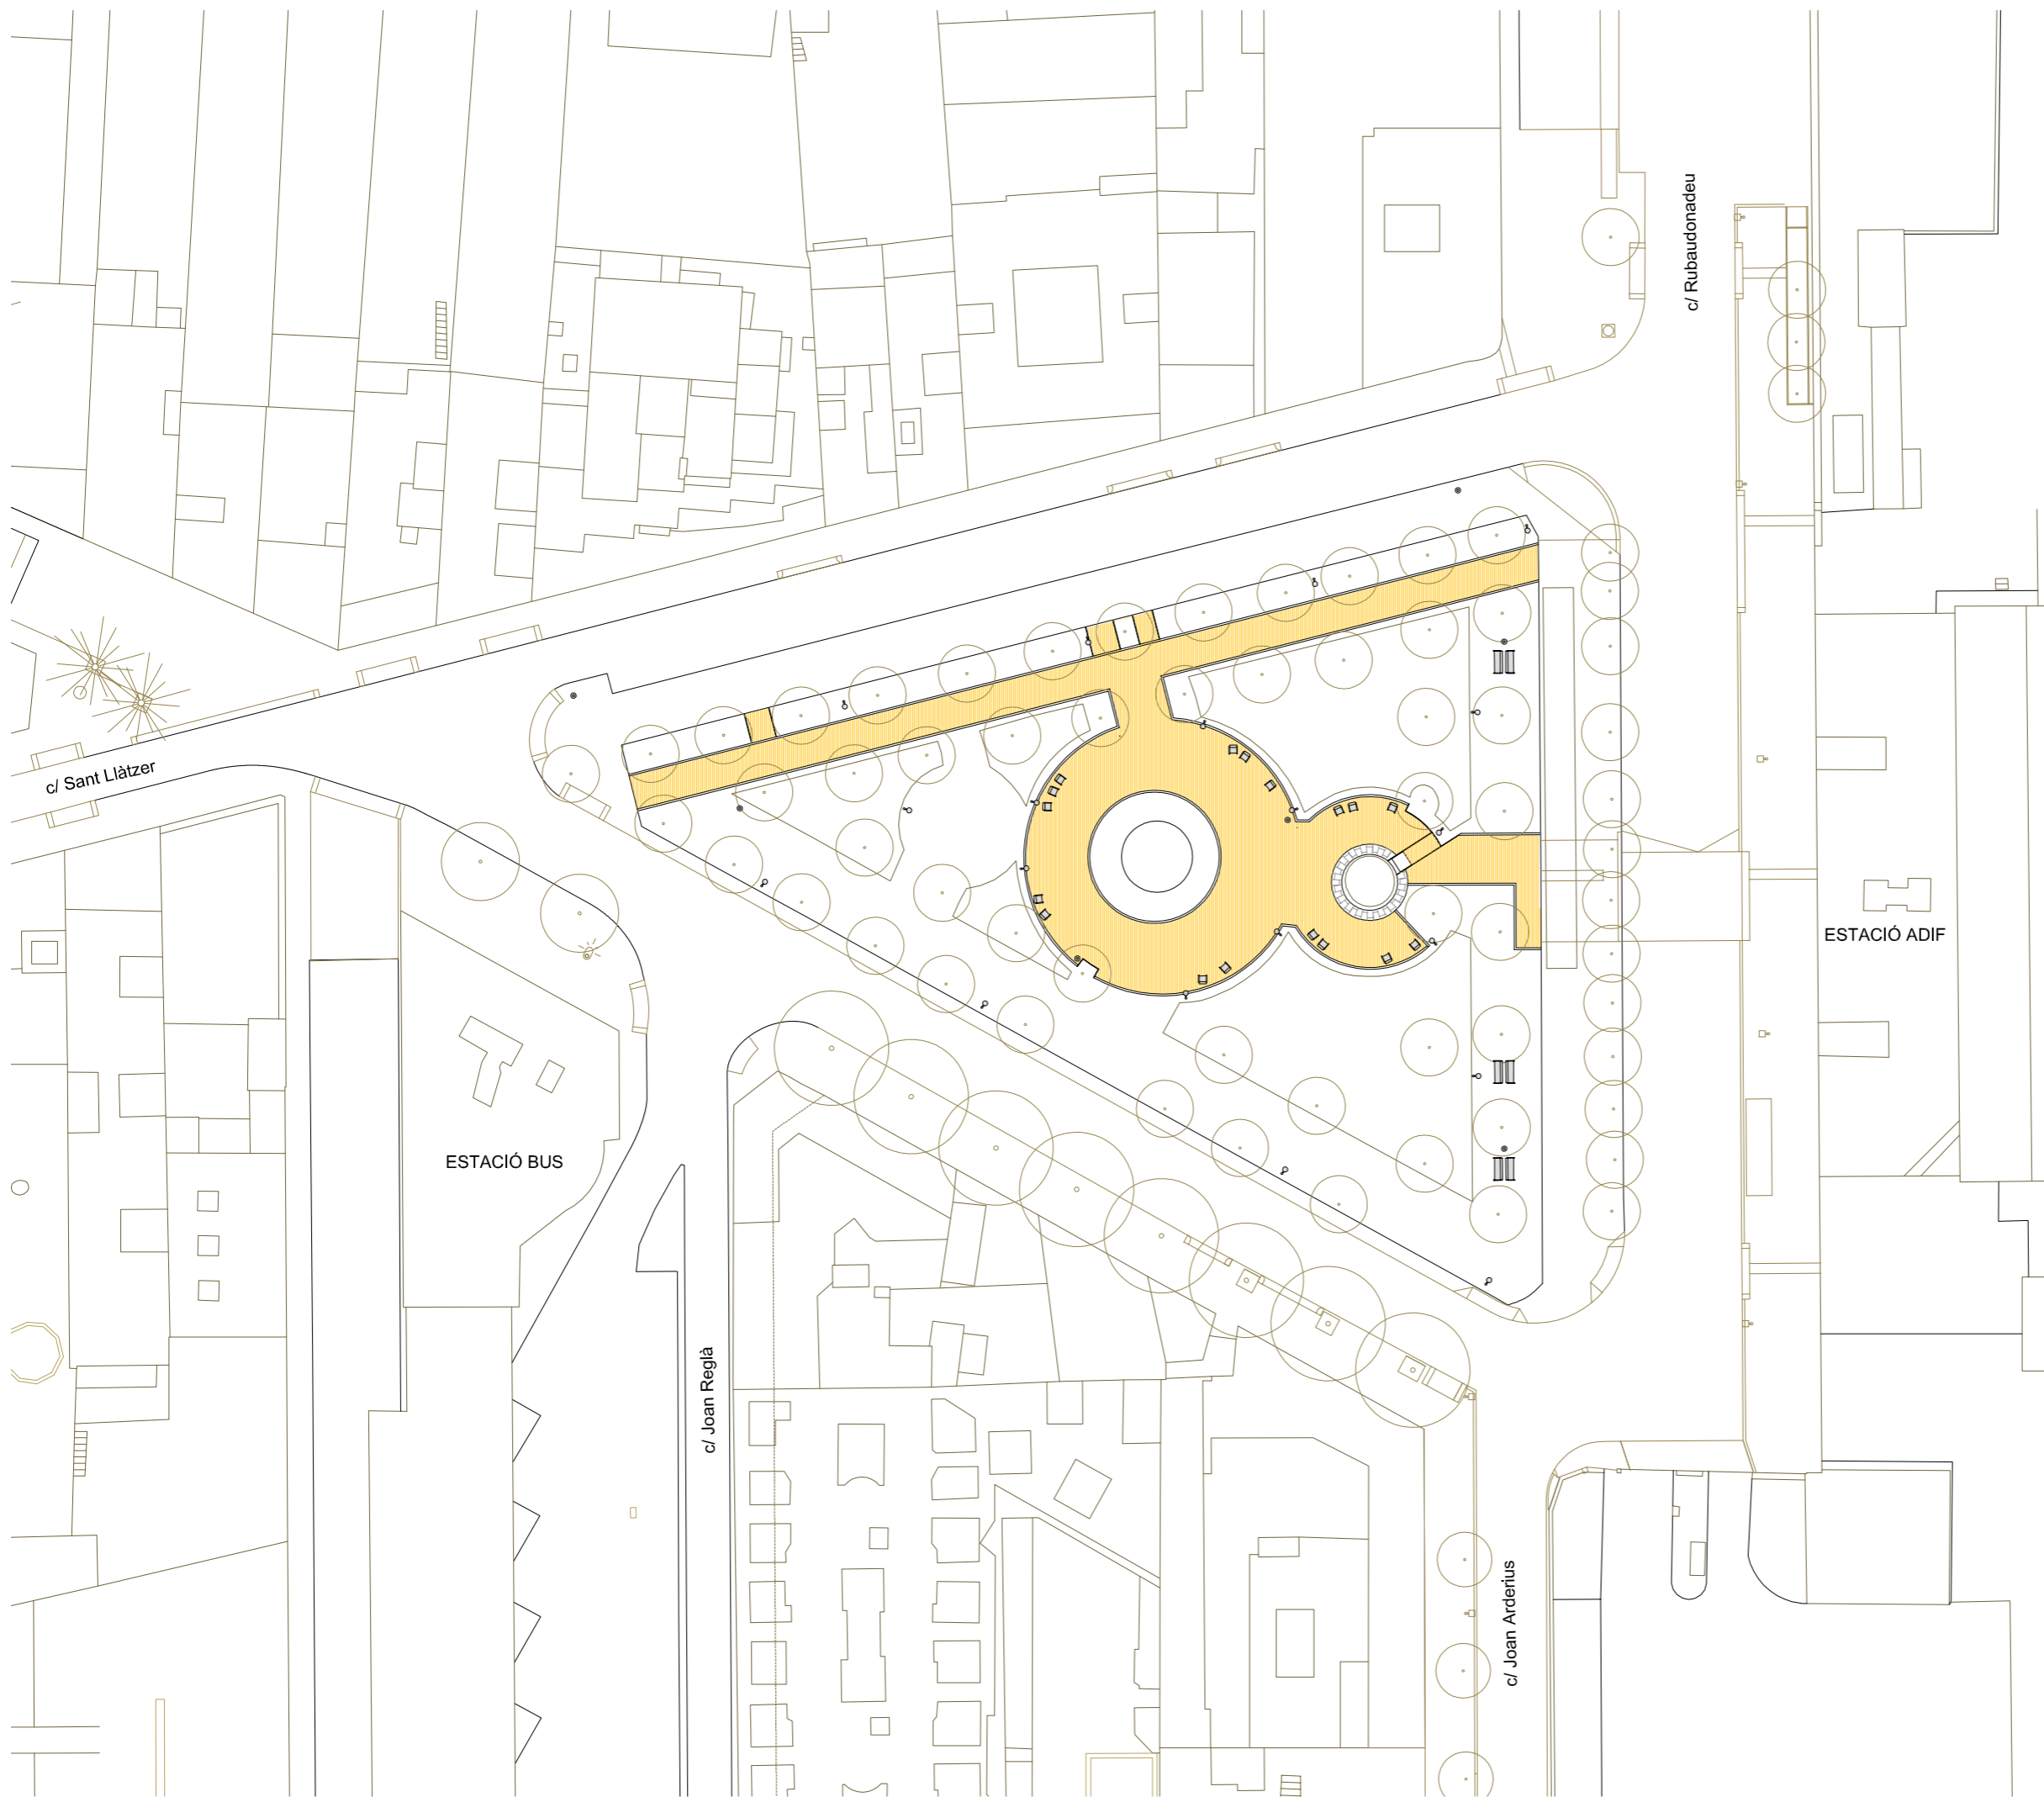 c/ Rubaudonadeu
c/ Sant Llàtzer
ESTACIÓ ADIF
ESTACIÓ BUS
c/ Joan Reglà
c/ Joan Arderius